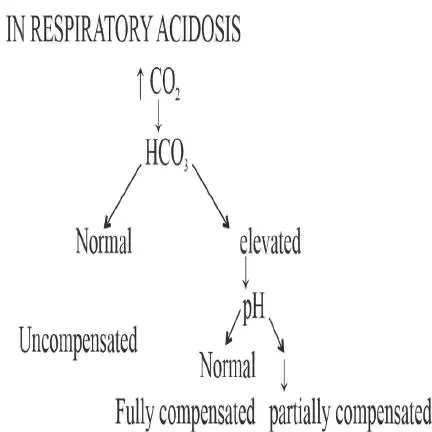 IN RESPIRATORY ACIDOSIS
↑ CO₂
↓
HCO₃
Normal elevated
↓
pH
Uncompensated
Normal ↓
Fully compensated partially compensated